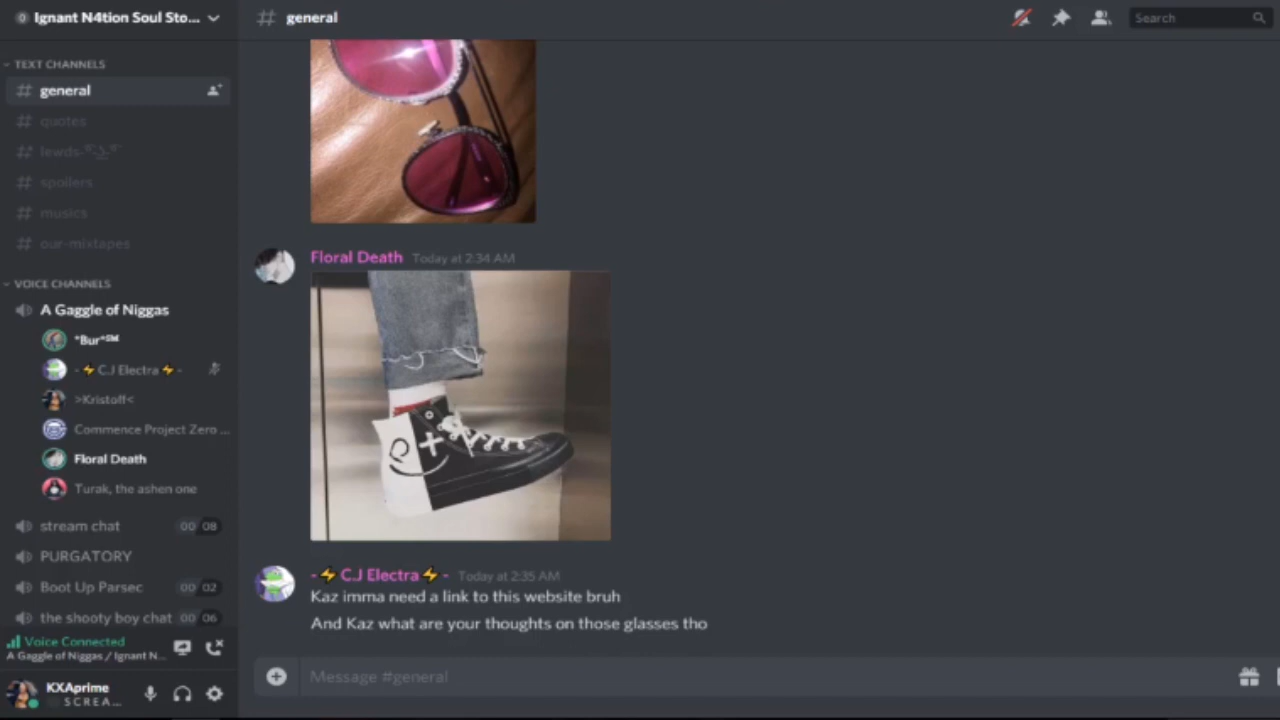 Ignant N4tion Soul Sto...
general
Search
TEXT CHANNELS
general
quotes
spoilers
musics
our-mixtapes
VOICE CHANNELS
A Gaggle of Niggas
*Bur*℠
-⚡C.J Electra⚡-
>Kristoff<
Commence Project Zero ...
Floral Death
Turak, the ashen one
stream chat 00 08
PURGATORY
Boot Up Parsec 00 02
the shooty boy chat 00 06
Voice Connected
A Gaggle of Niggas / Ignant N...
KXAprime
SCREA...
Floral Death Today at 2:34 AM
-⚡C.J Electra⚡- Today at 2:35 AM
Kaz imma need a link to this website bruh
And Kaz what are your thoughts on those glasses tho
Message #general